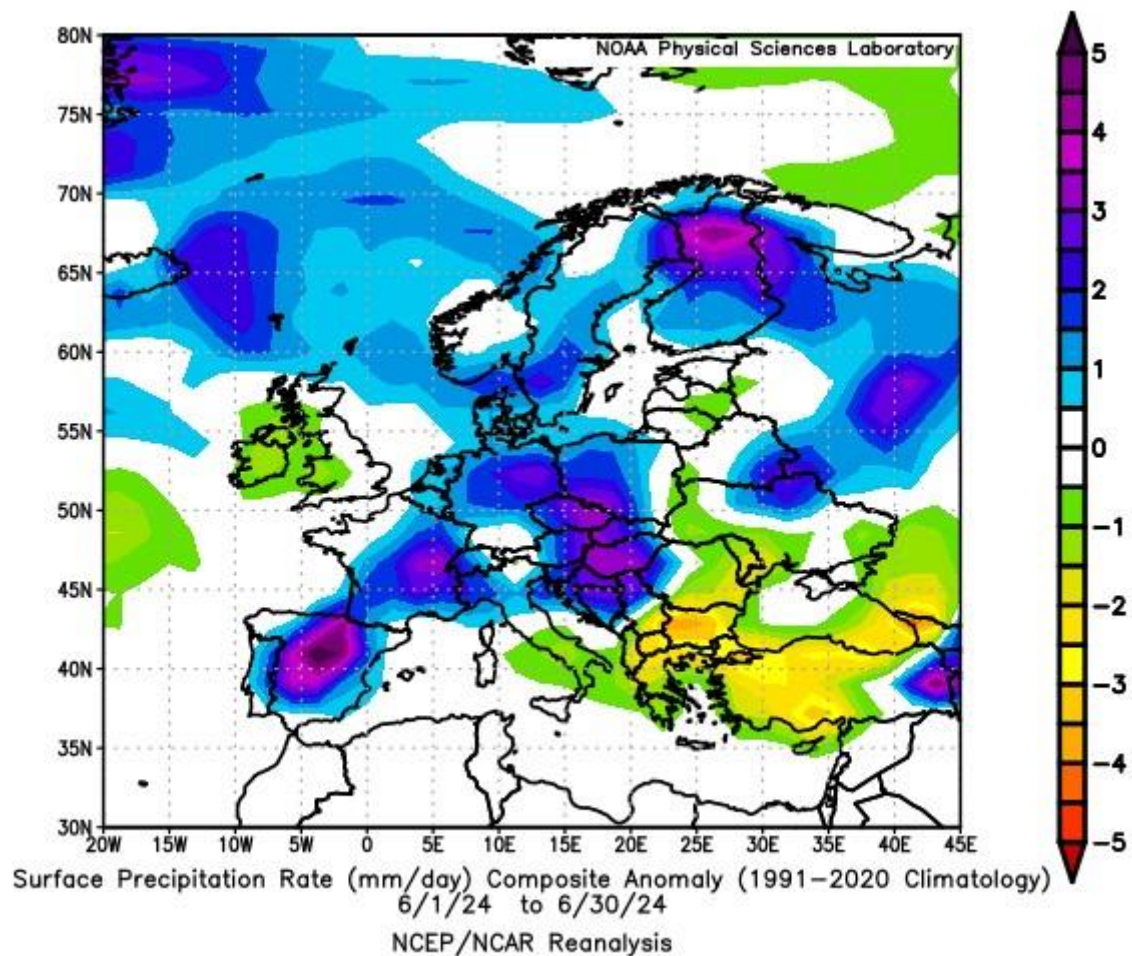 NOAA Physical Sciences Laboratory
80N
75N
70N
65N
60N
55N
50N
45N
40N
35N
30N
20W 15W 10W 5W 0 5E 10E 15E 20E 25E 30E 35E 40E 45E
5
4
3
2
1
0
-1
-2
-3
-4
-5
Surface Precipitation Rate (mm/day) Composite Anomaly (1991-2020 Climatology)
6/1/24 to 6/30/24
NCEP/NCAR Reanalysis